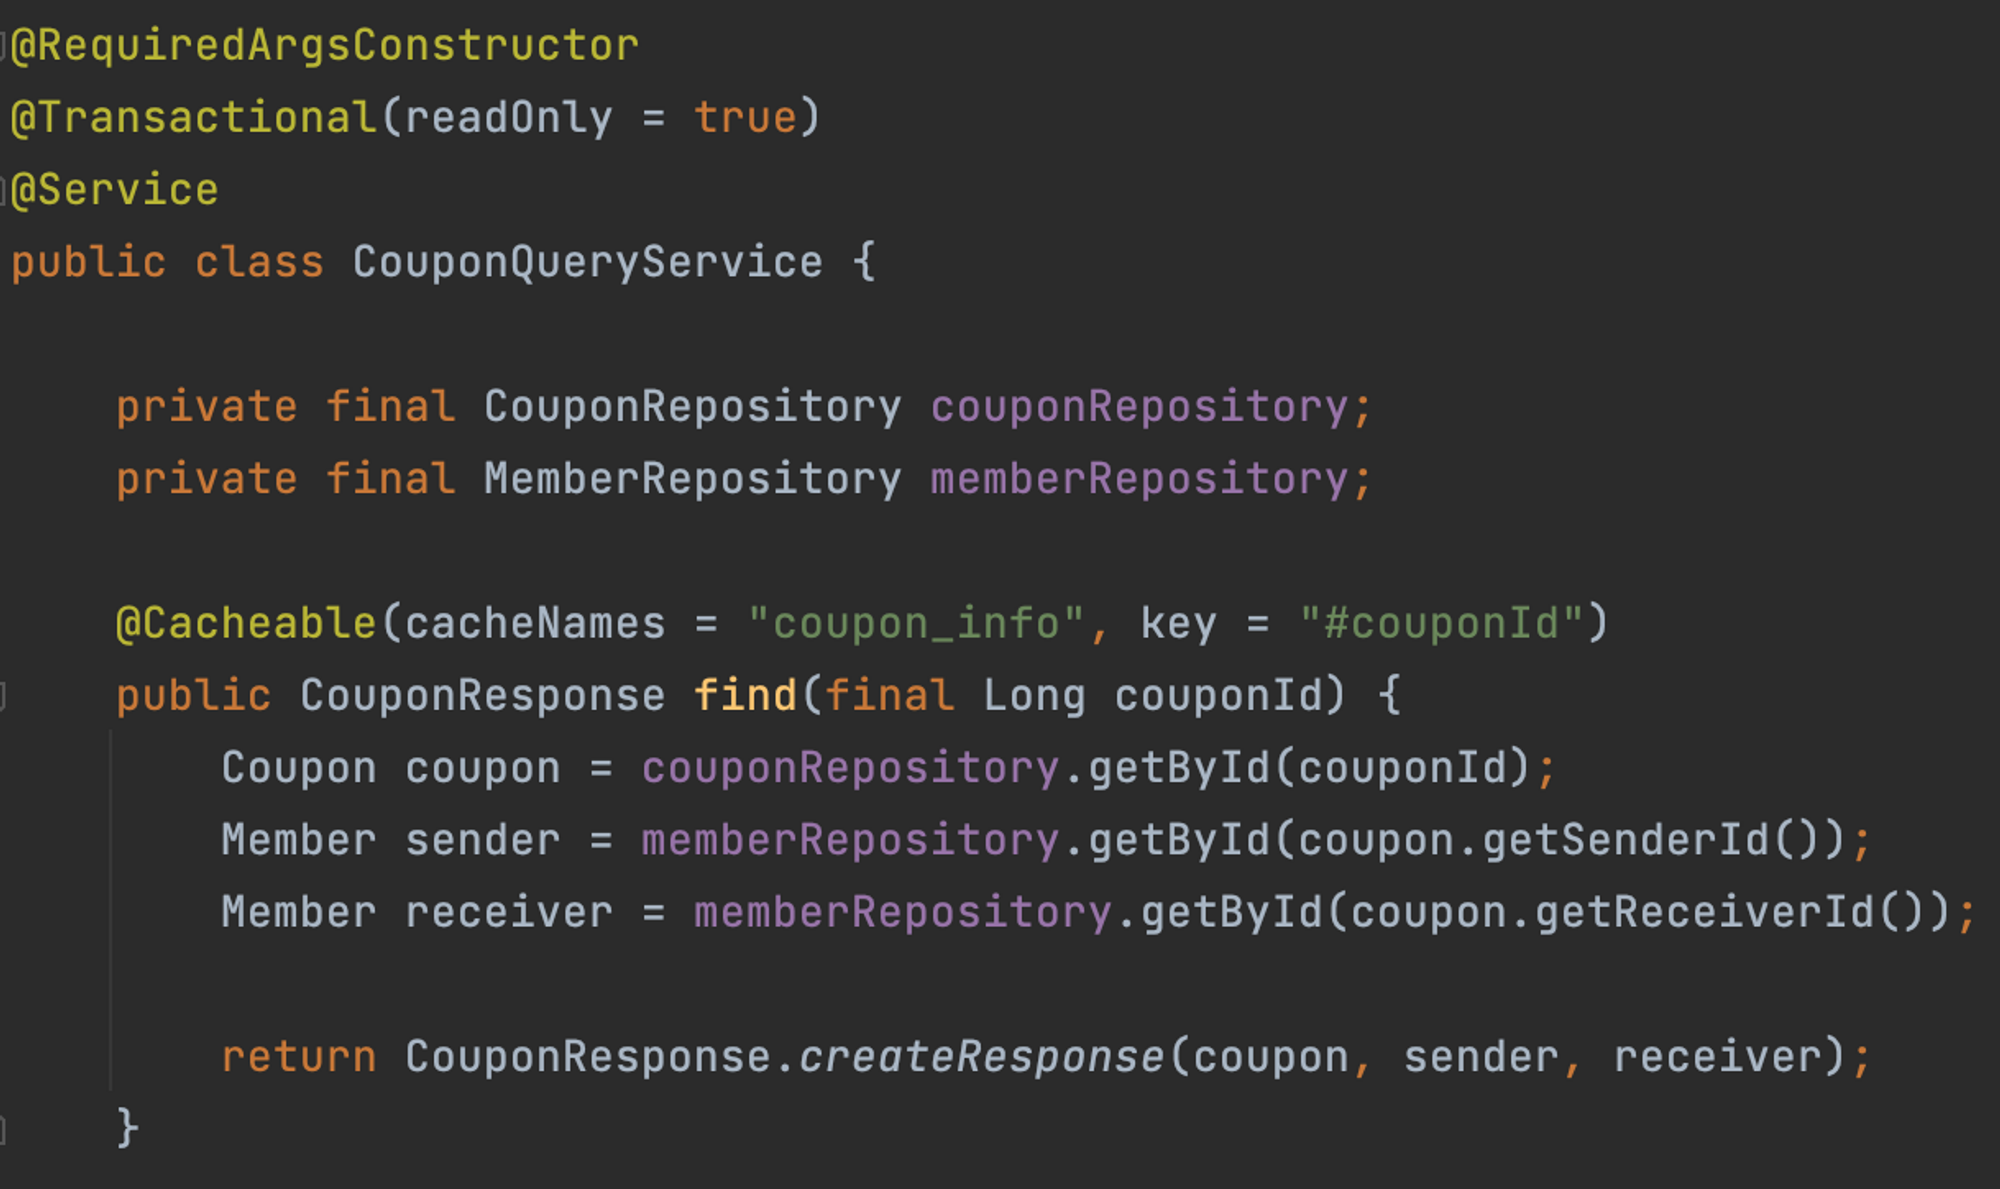 @RequiredArgsConstructor
@Transactional(readOnly = true)
@Service
public class CouponQueryService {
private final CouponRepository couponRepository;
private final MemberRepository memberRepository;
@Cacheable(cacheNames = "coupon_info", key = "#couponId")
public CouponResponse find(final Long couponId) {
Coupon coupon = couponRepository.getById(couponId);
Member sender = memberRepository.getById(coupon.getSenderId());
Member receiver = memberRepository.getById(coupon.getReceiverId());
return CouponResponse.createResponse(coupon, sender, receiver);
}